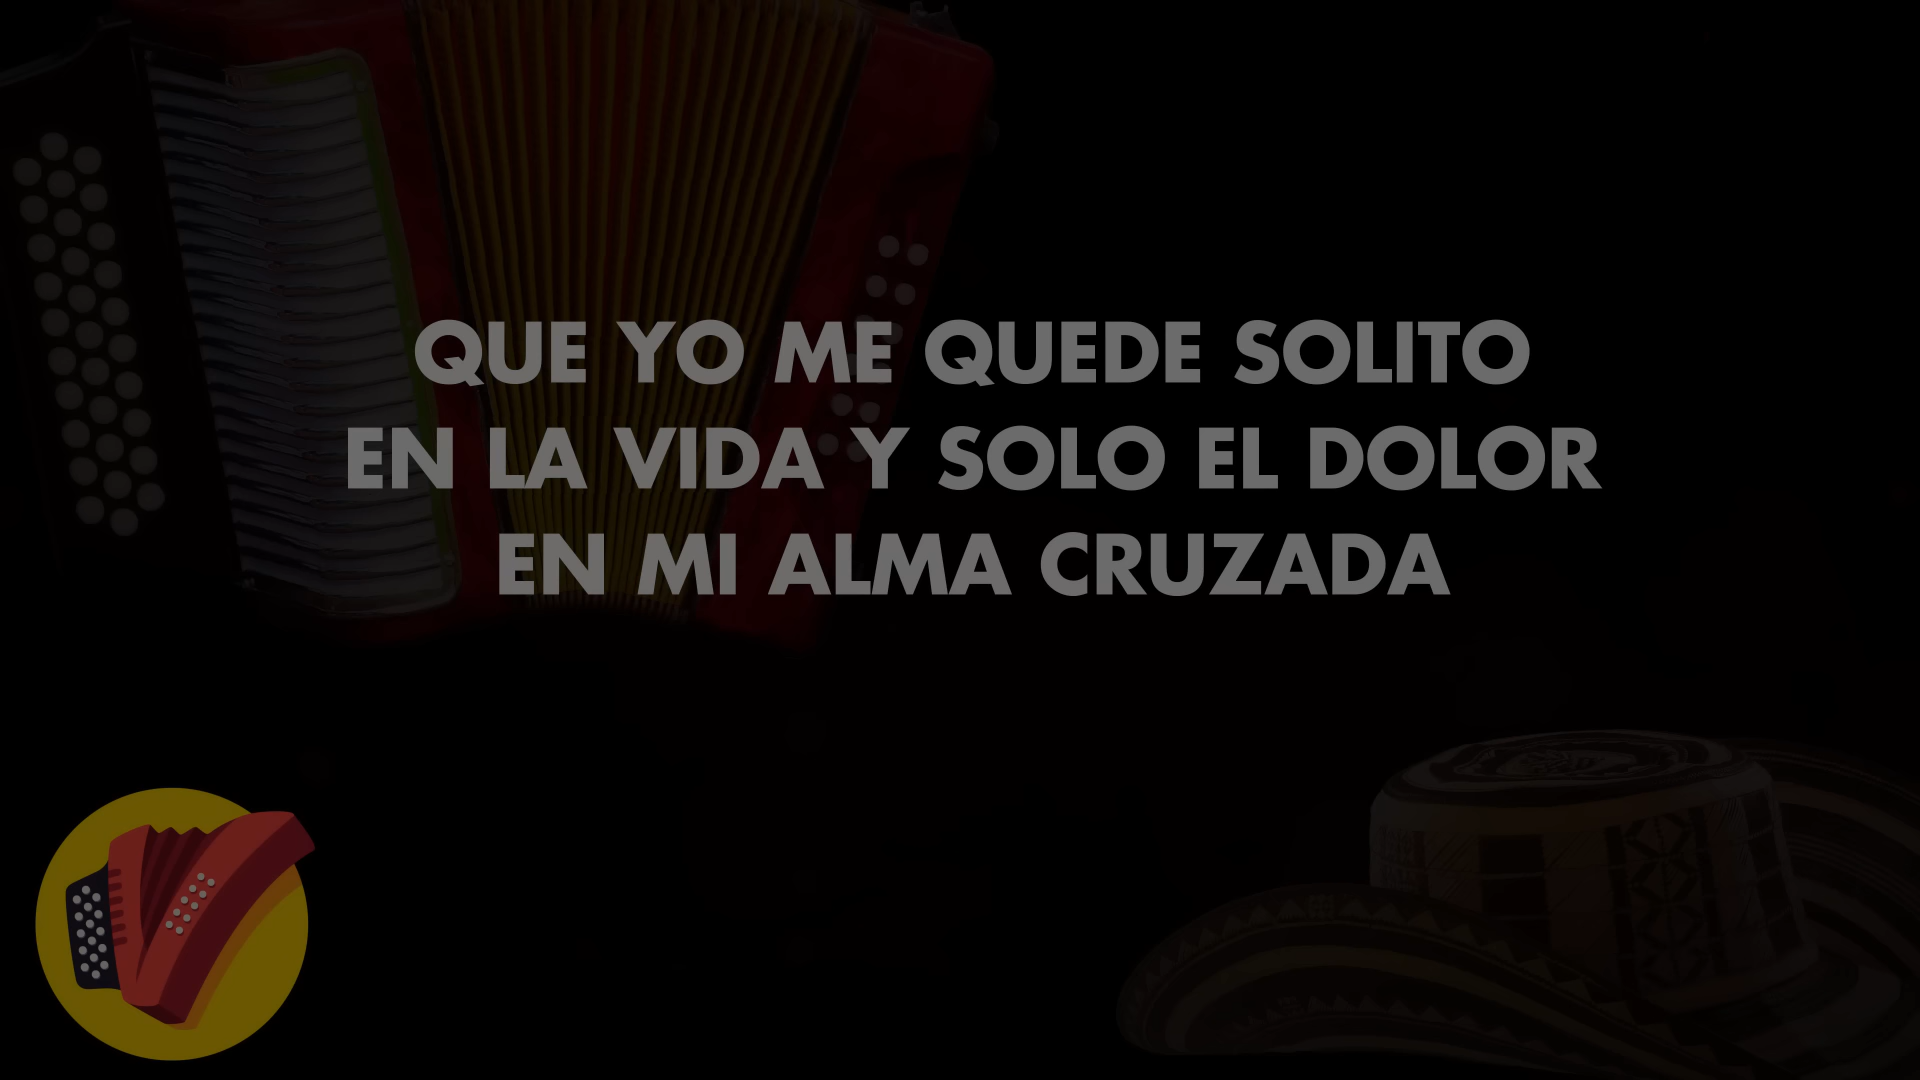 QUE YO ME QUEDE SOLITO
EN LA VIDA Y SOLO EL DOLOR
EN MI ALMA CRUZADA